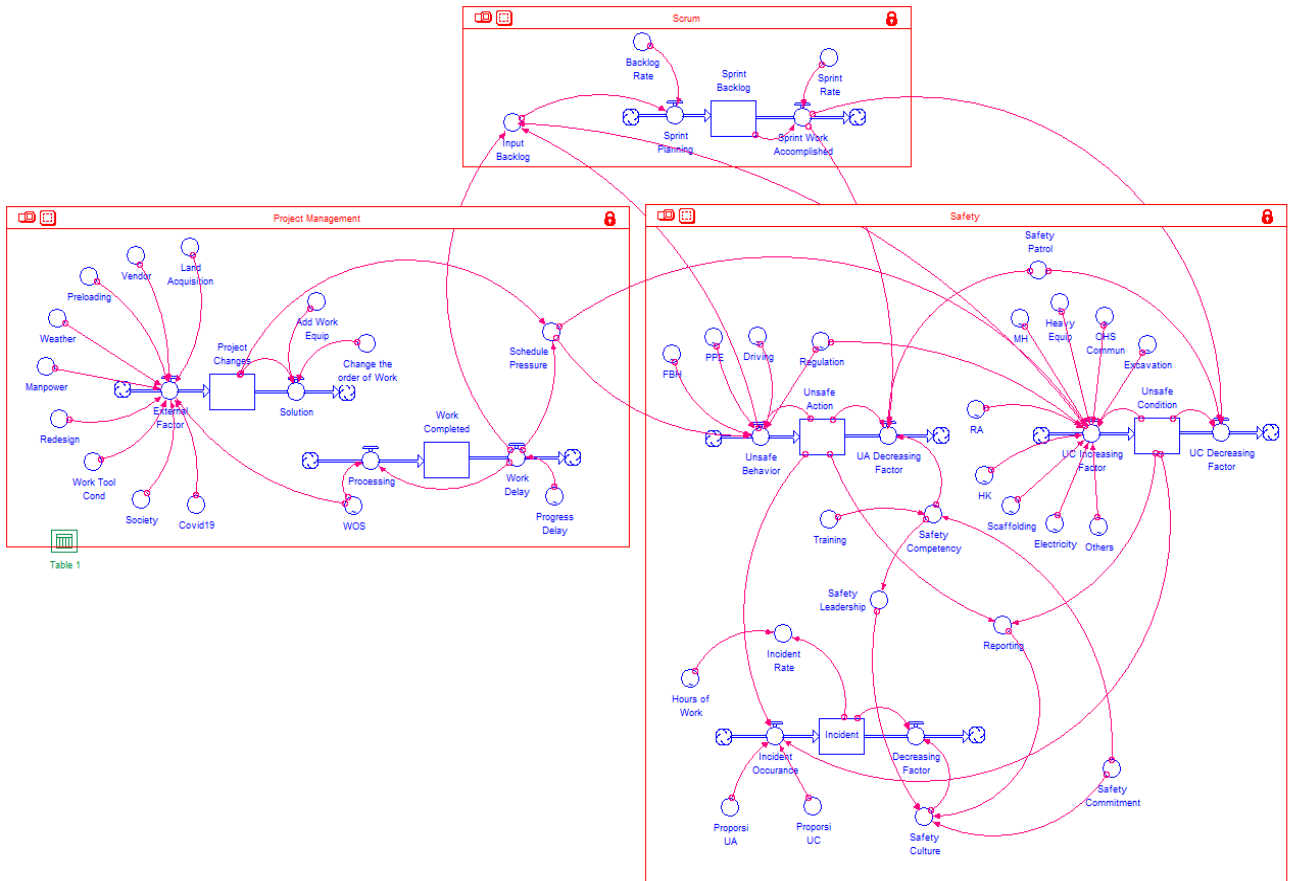 Scrum
Backlog
Rate
Sprint
Backlog
Sprint
Rate
Input
Backlog
Sprint
Planning
Sprint Work
Accomplished
Project Management
Land
Acquisition
Vendor
Preloading
Weather
Manpower
Redesign
Work Tool
Cond
Society
Covid19
External
Factor
Project
Changes
Add Work
Equip
Change the
order of Work
Solution
Schedule
Pressure
Work
Completed
Processing
Work
Delay
WOS
Progress
Delay
Table 1
Safety
Safety
Patrol
FBH
PPE
Driving
Regulation
Unsafe
Action
Unsafe
Behavior
UA Decreasing
Factor
MH
Heavy
Equip
OHS
Commun
Excavation
RA
Unsafe
Condition
UC Increasing
Factor
UC Decreasing
Factor
HK
Scaffolding
Electricity
Others
Training
Safety
Competency
Safety
Leadership
Reporting
Incident
Rate
Hours of
Work
Incident
Incident
Occurance
Decreasing
Factor
Proporsi
UA
Proporsi
UC
Safety
Culture
Safety
Commitment